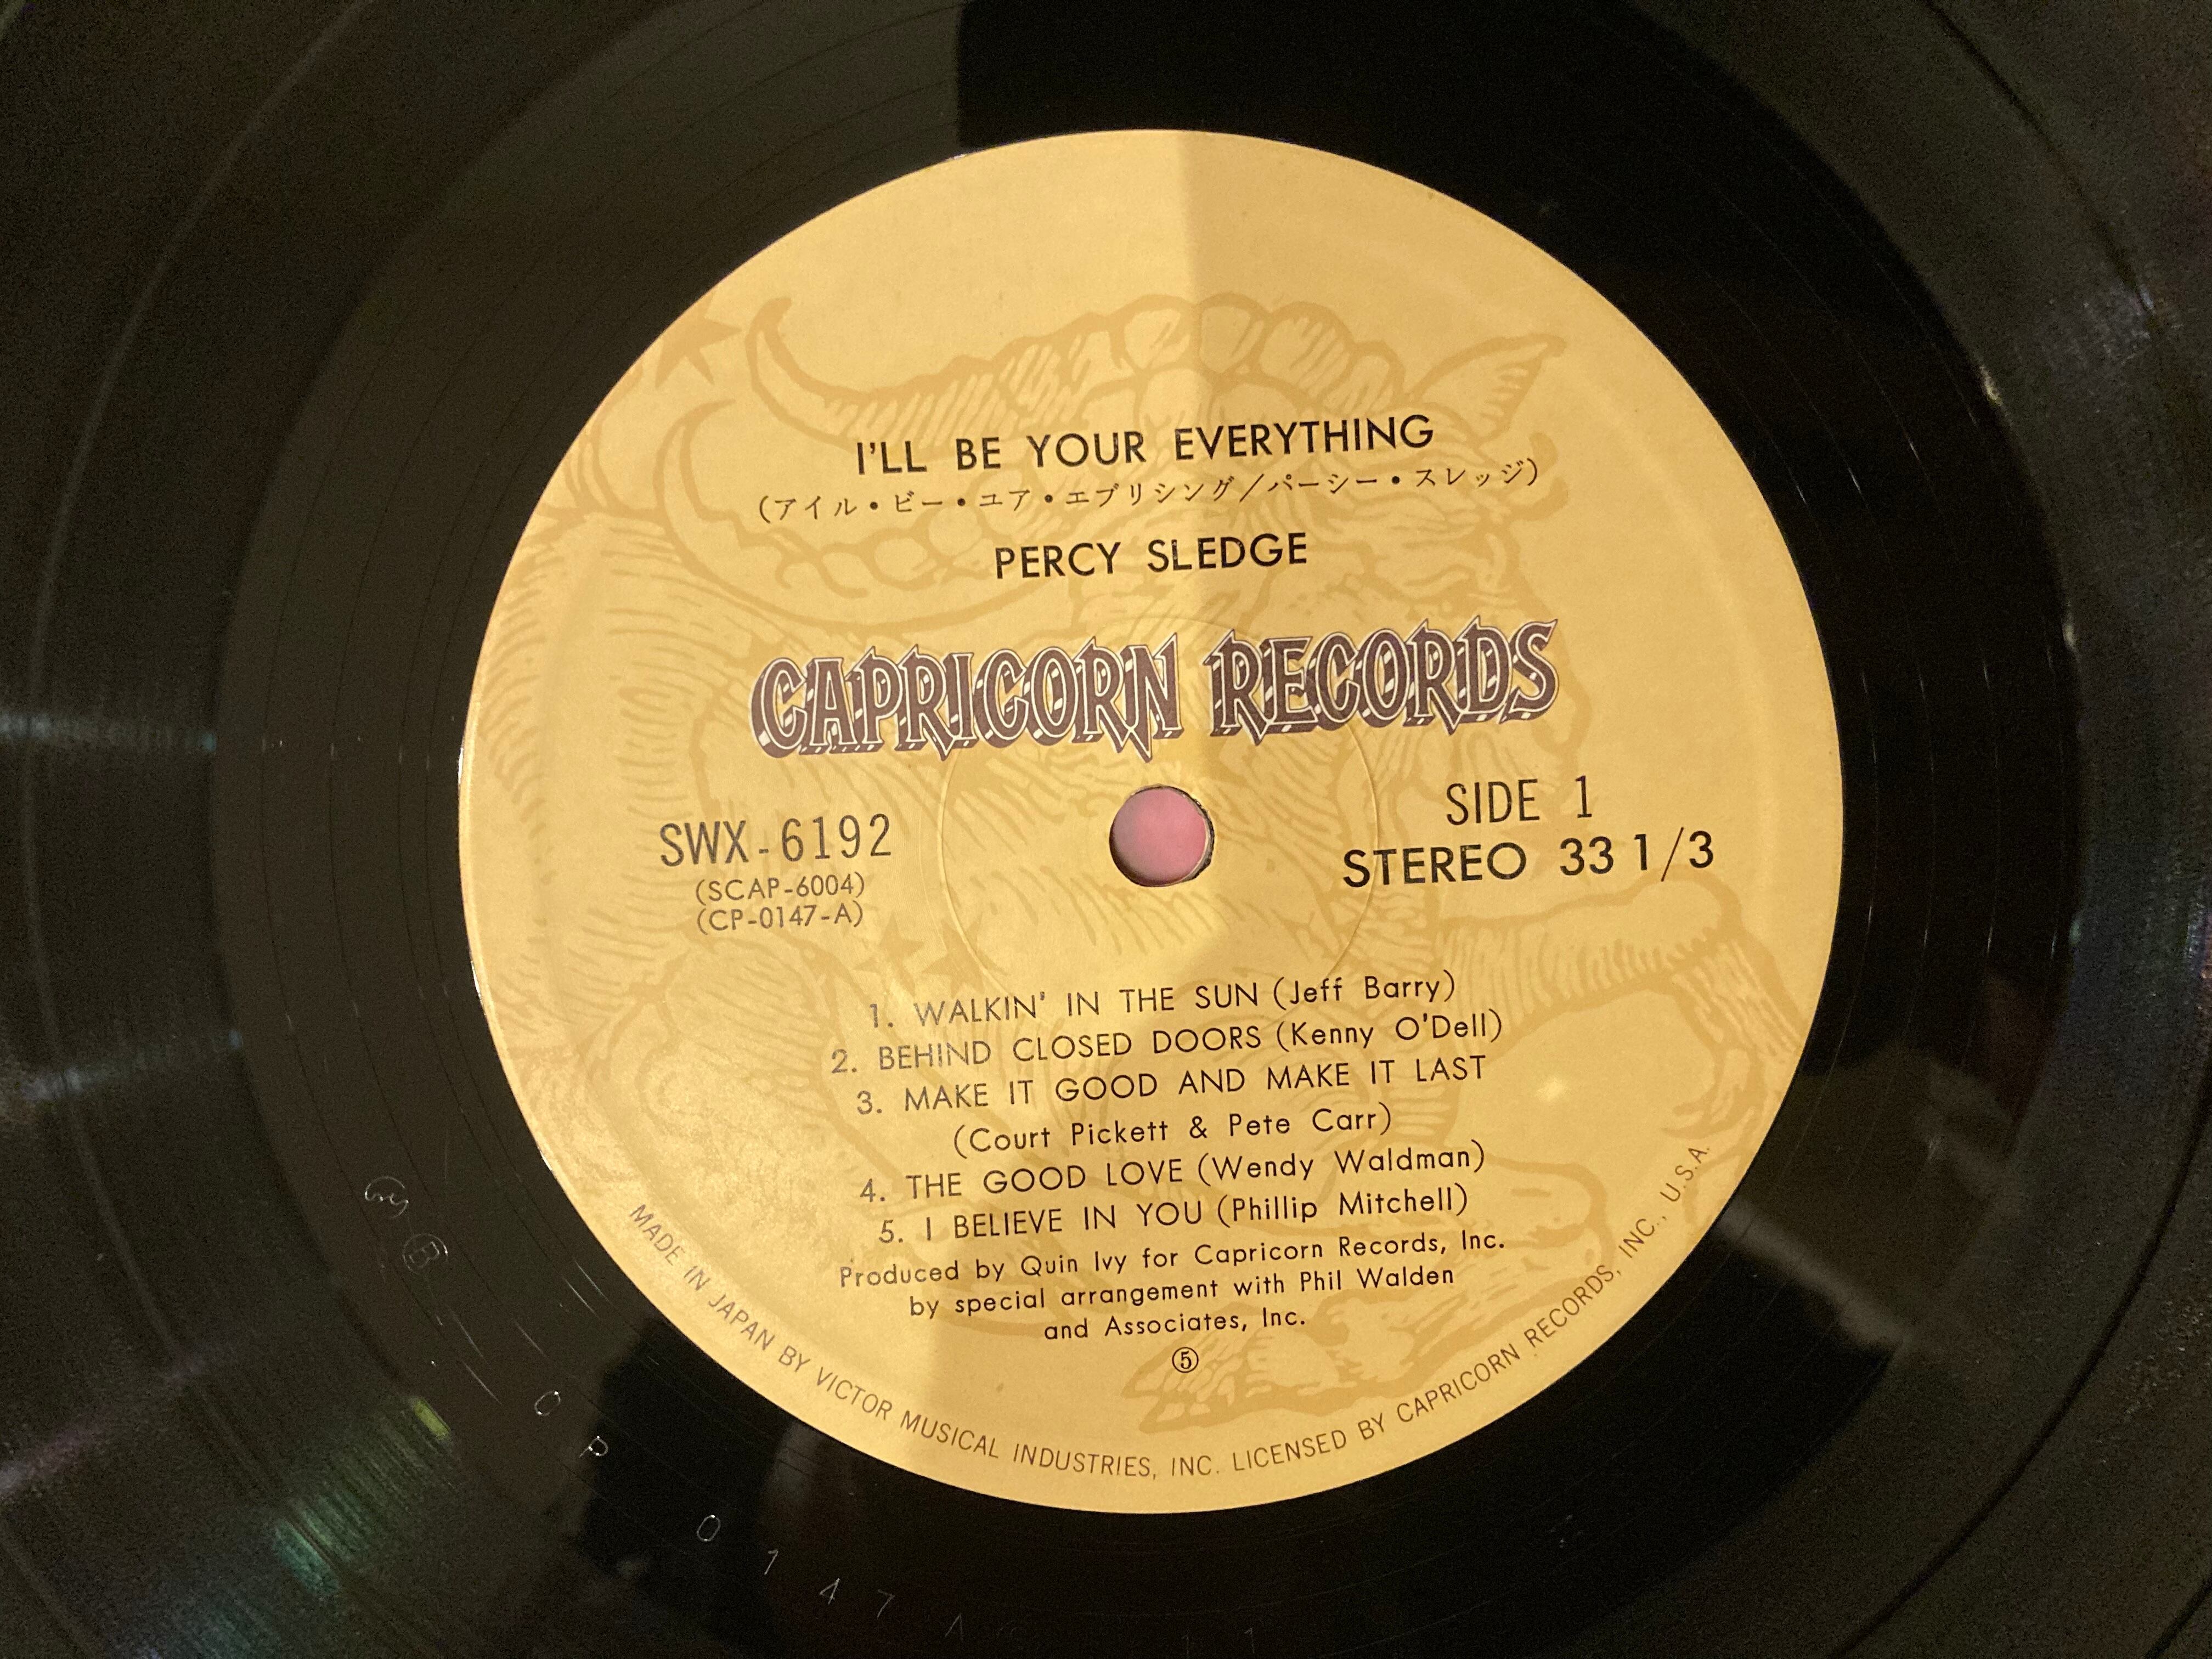 I'LL BE YOUR EVERYTHING
(アイル・ビー・ユア・エブリシング/パーシー・スレッジ)
PERCY SLEDGE
CAPRICORN RECORDS
SWX-6192
(SCAP-6004)
(CP-0147-A)
SIDE 1
STEREO 33 1/3
1. WALKIN' IN THE SUN (Jeff Barry)
2. BEHIND CLOSED DOORS (Kenny O'Dell)
3. MAKE IT GOOD AND MAKE IT LAST
(Court Pickett & Pete Carr)
4. THE GOOD LOVE (Wendy Waldman)
5. I BELIEVE IN YOU (Phillip Mitchell)
Produced by Quin Ivy for Capricorn Records, Inc.
by special arrangement with Phil Walden
and Associates, Inc.
⑤
MADE IN JAPAN BY VICTOR MUSICAL INDUSTRIES, INC. LICENSED BY CAPRICORN RECORDS, INC., U.S.A.